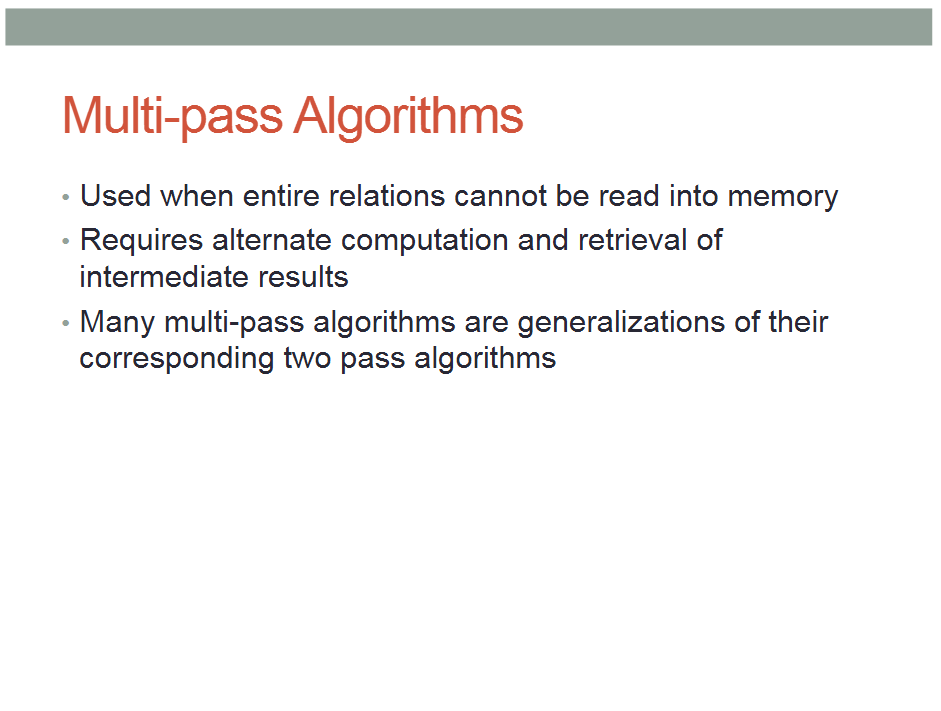 Multi-pass Algorithms
• Used when entire relations cannot be read into memory
• Requires alternate computation and retrieval of
intermediate results
• Many multi-pass algorithms are generalizations of their
corresponding two pass algorithms